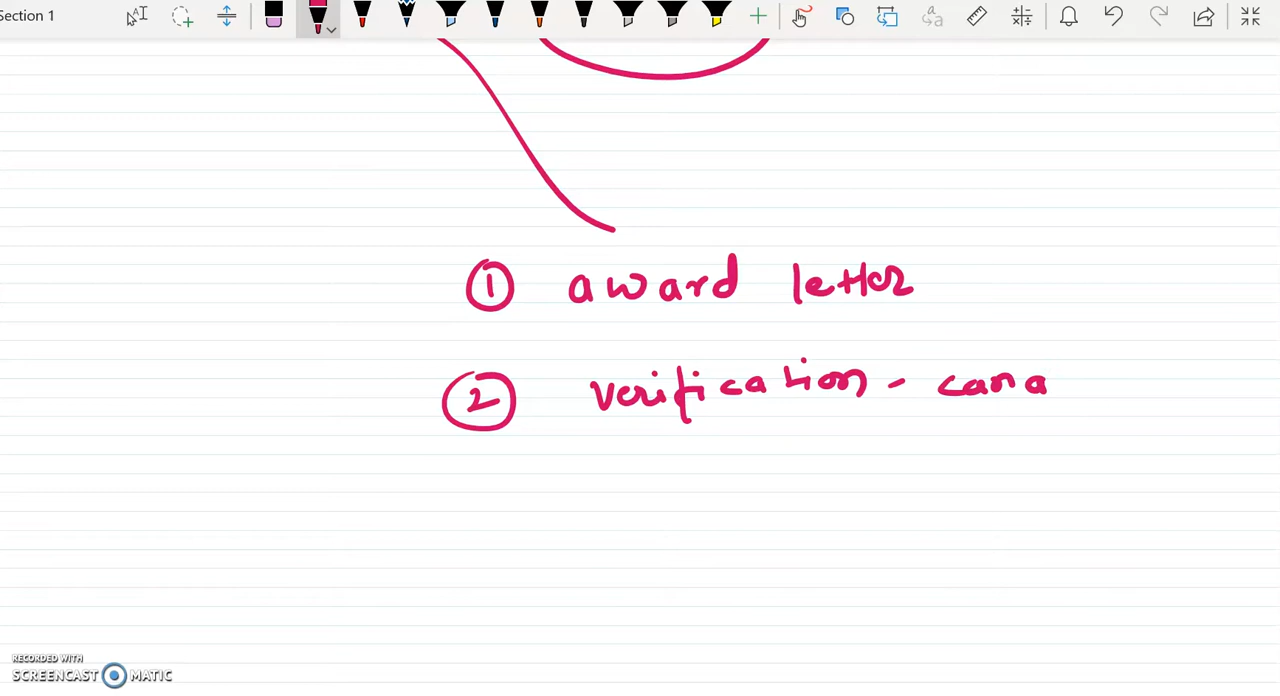 Section 1
① award letter
② verification - cana
RECORDED WITH
SCREENCAST MATIC